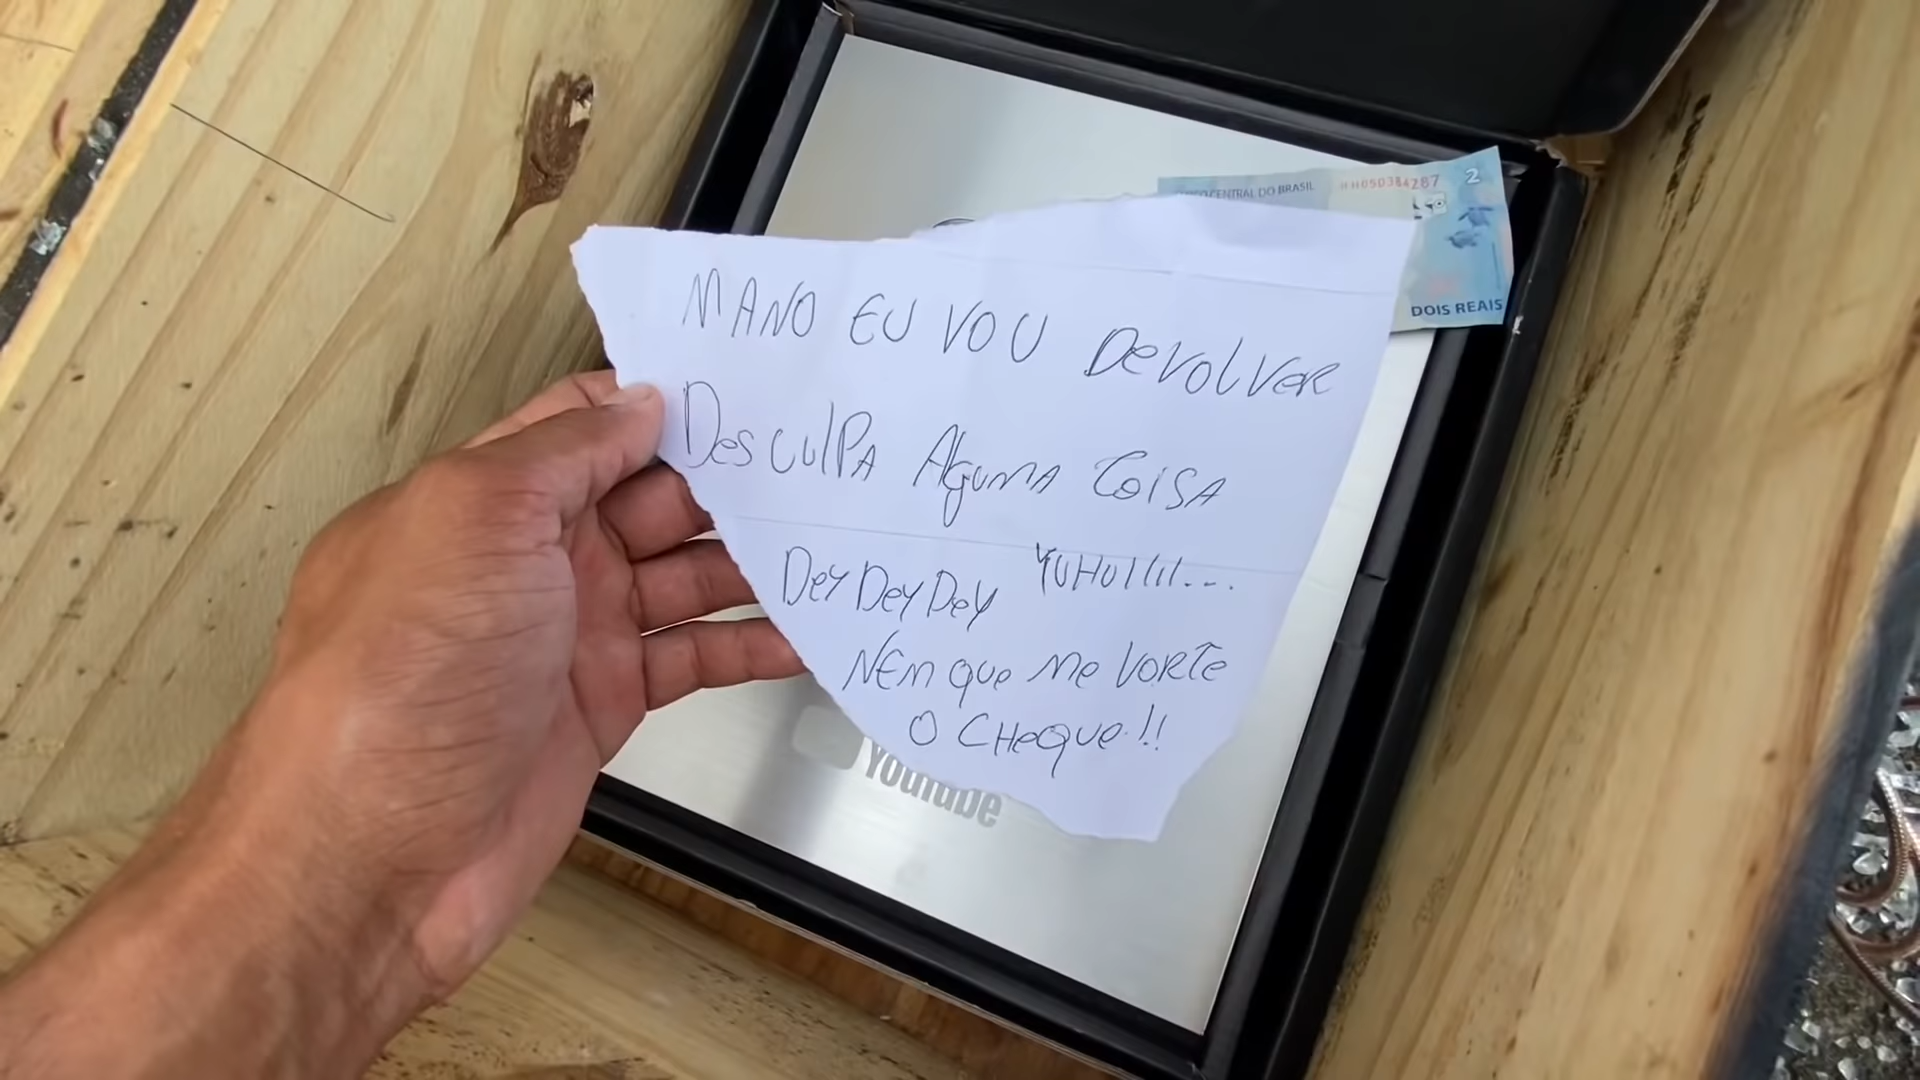 BANCO CENTRAL DO BRASIL
2
DOIS REAIS
MANO EU VOU DEVOLVER
DESCULPA ALGUMA COISA
DEY DEY DEY YUHUIIII...
NEM QUE ME VORTE
O CHEQUE!!
YouTube